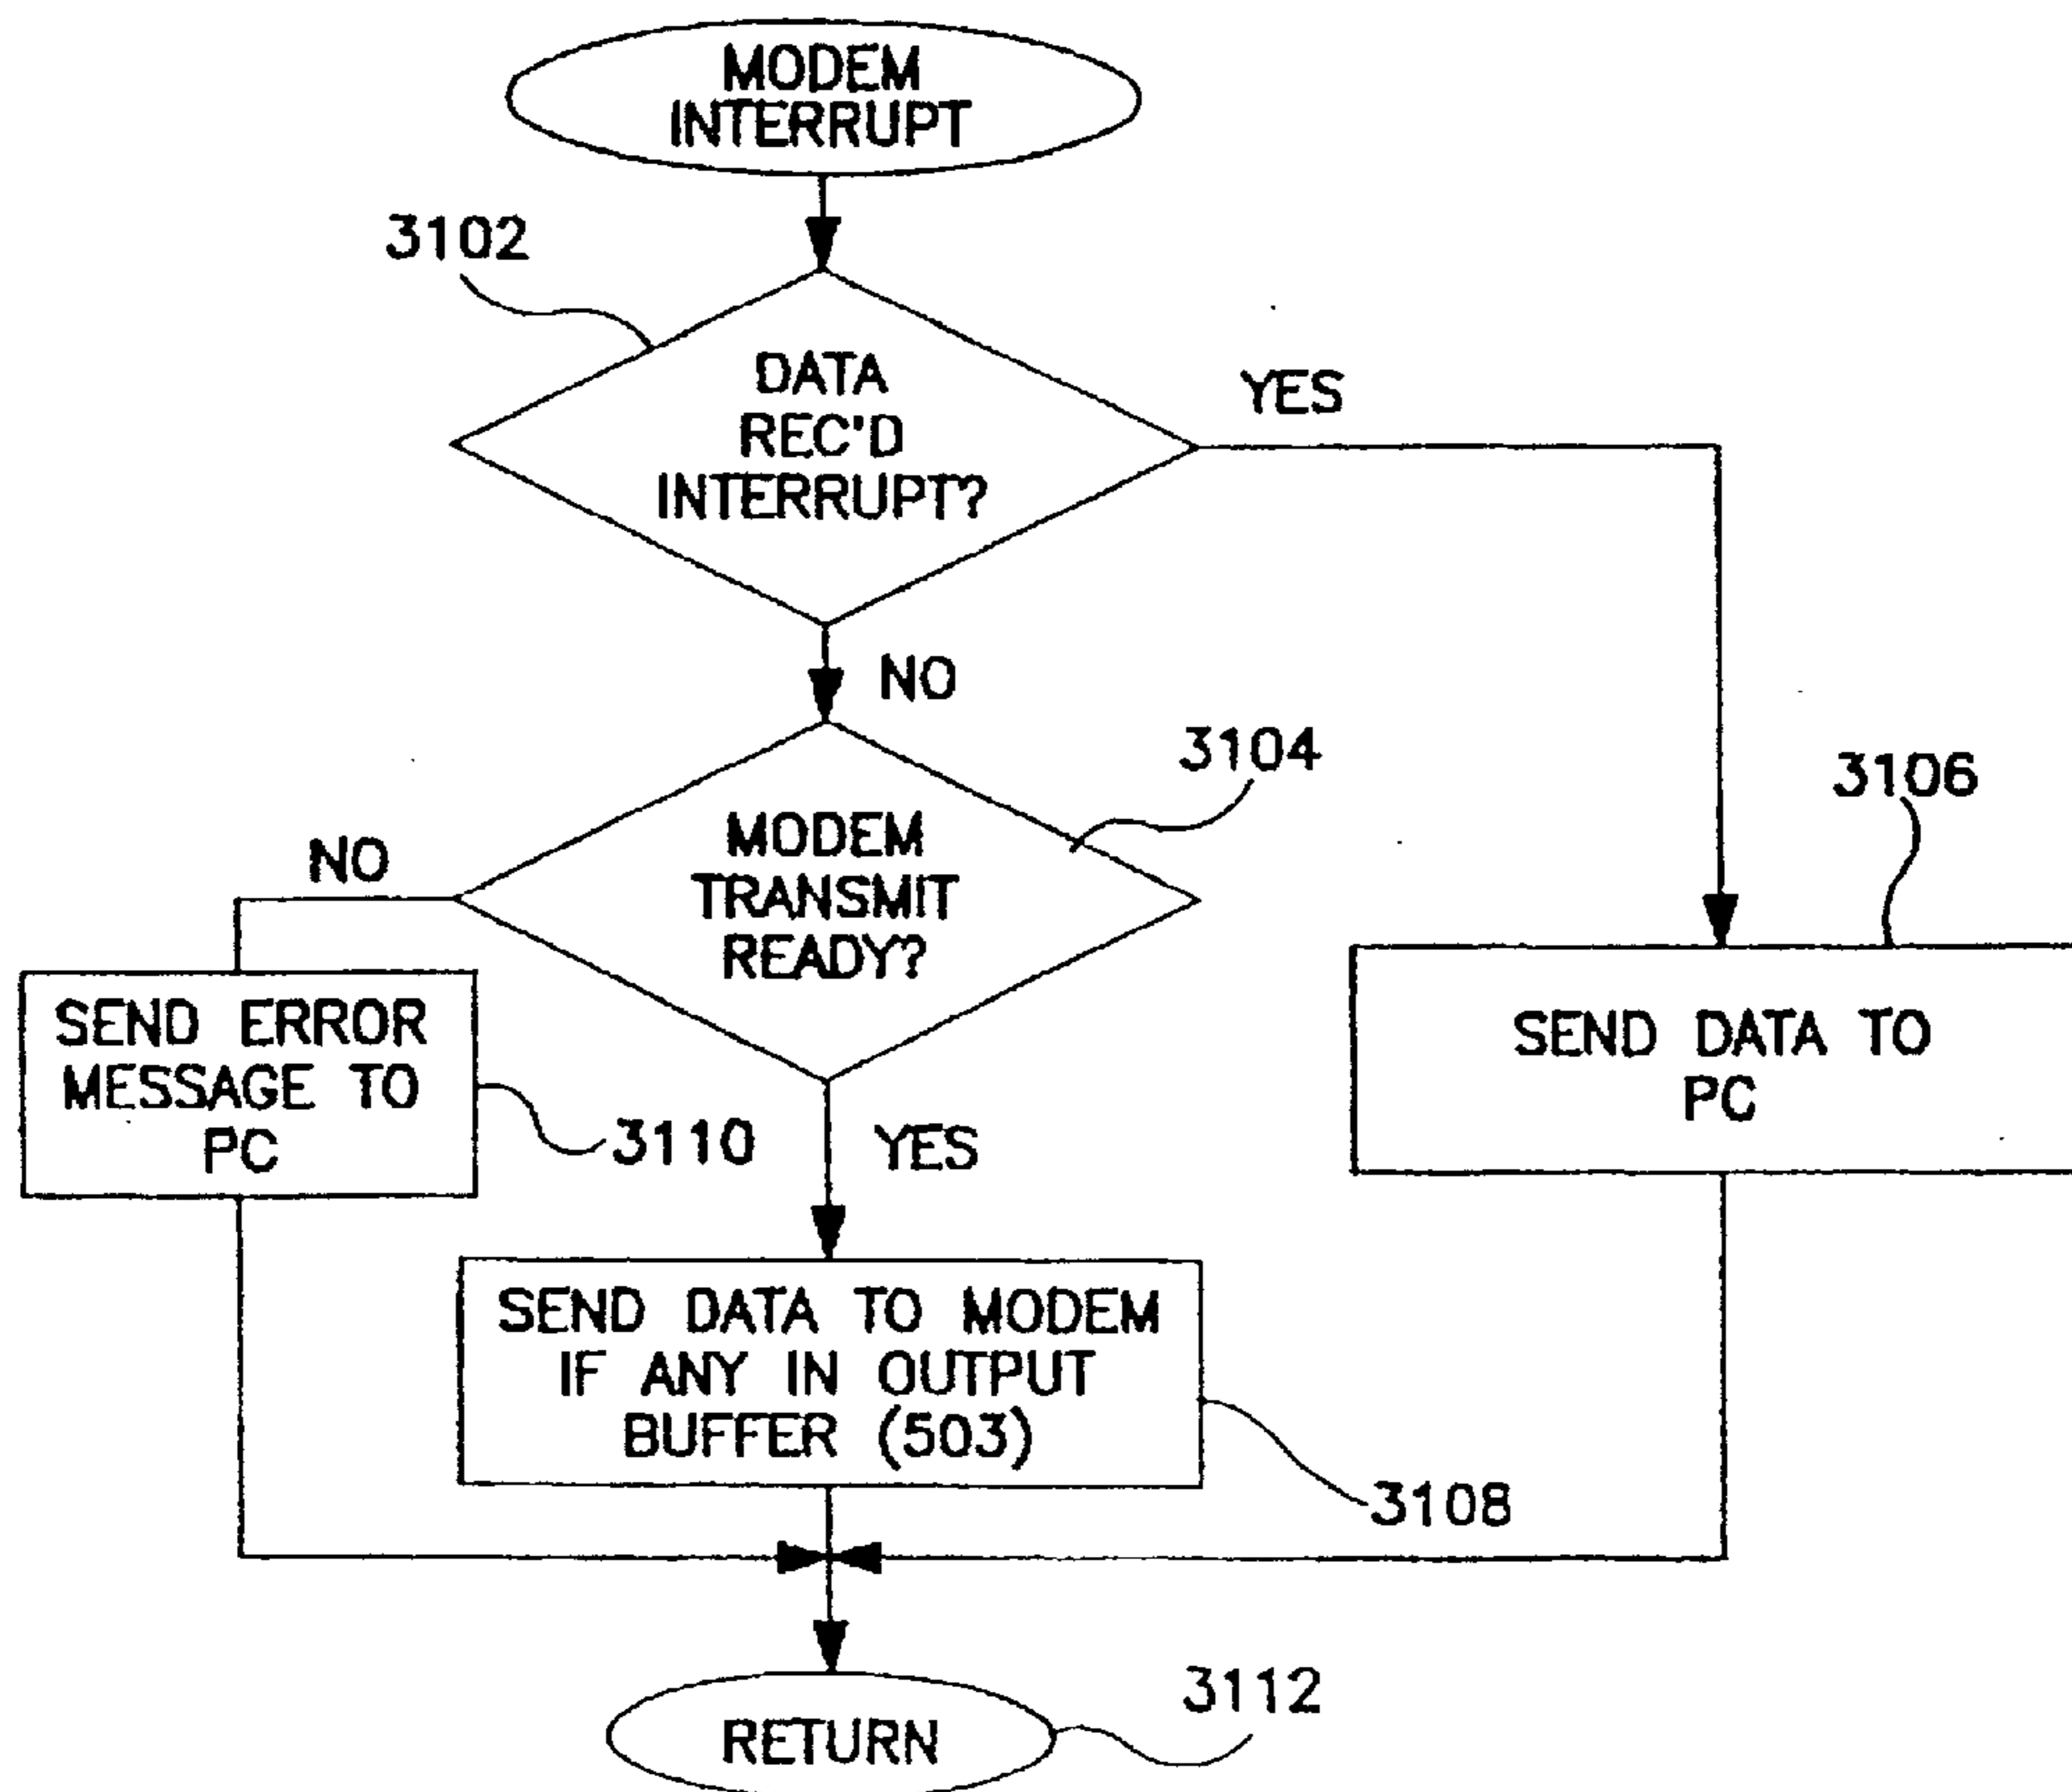 MODEM
INTERRUPT
3102
DATA
REC'D
INTERRUPT?
YES
NO
3104
3106
MODEM
TRANSMIT
READY?
NO
SEND ERROR
MESSAGE TO
PC
3110
YES
SEND DATA TO
PC
SEND DATA TO MODEM
IF ANY IN OUTPUT
BUFFER (503)
3108
3112
RETURN